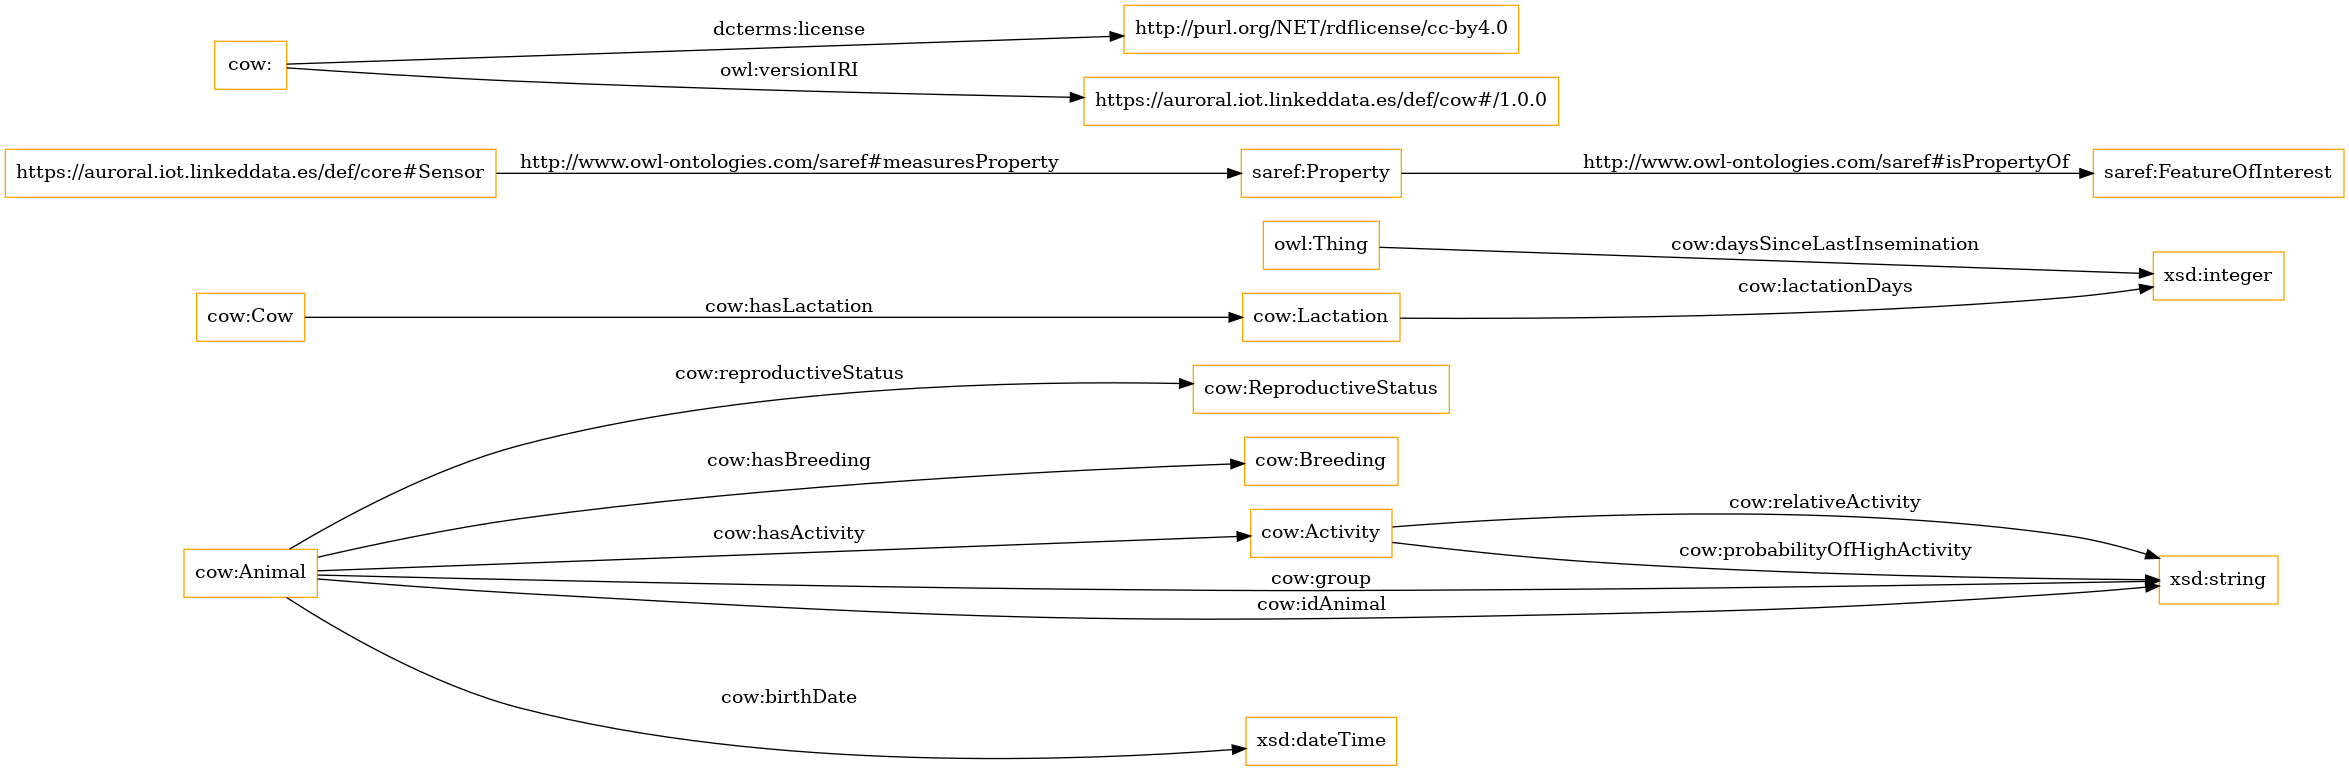 dcterms:license
http://purl.org/NET/rdflicense/cc-by4.0
cow:
owl:versionIRI
https://auroral.iot.linkeddata.es/def/cow#/1.0.0
https://auroral.iot.linkeddata.es/def/core#Sensor
http://www.owl-ontologies.com/saref#measuresProperty
saref:Property
http://www.owl-ontologies.com/saref#isPropertyOf
saref:FeatureOfInterest
owl:Thing
cow:daysSinceLastInsemination
xsd:integer
cow:Cow
cow:hasLactation
cow:Lactation
cow:lactationDays
cow:reproductiveStatus
cow:ReproductiveStatus
cow:hasBreeding
cow:Breeding
cow:hasActivity
cow:Activity
cow:relativeActivity
cow:probabilityOfHighActivity
cow:Animal
cow:group
xsd:string
cow:idAnimal
cow:birthDate
xsd:dateTime